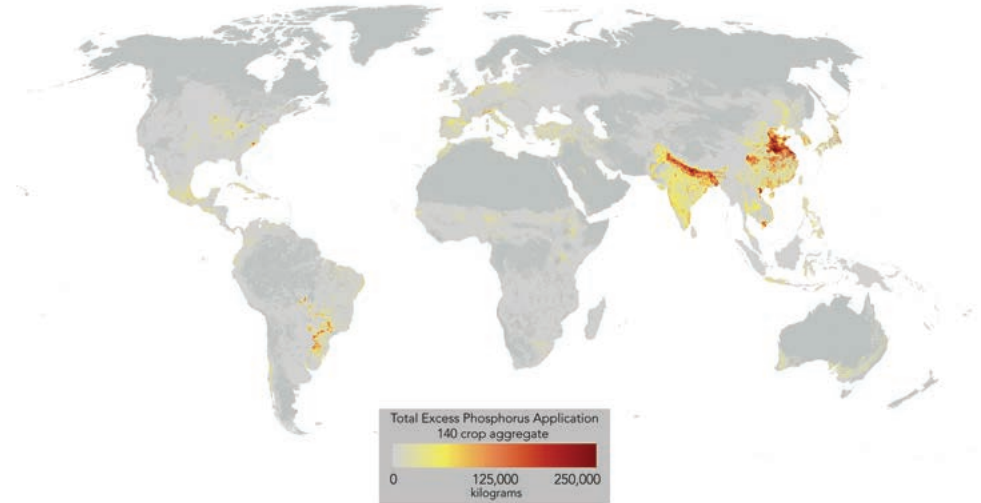 Total Excess Phosphorus Application
140 crop aggregate
0 125,000 250,000
kilograms